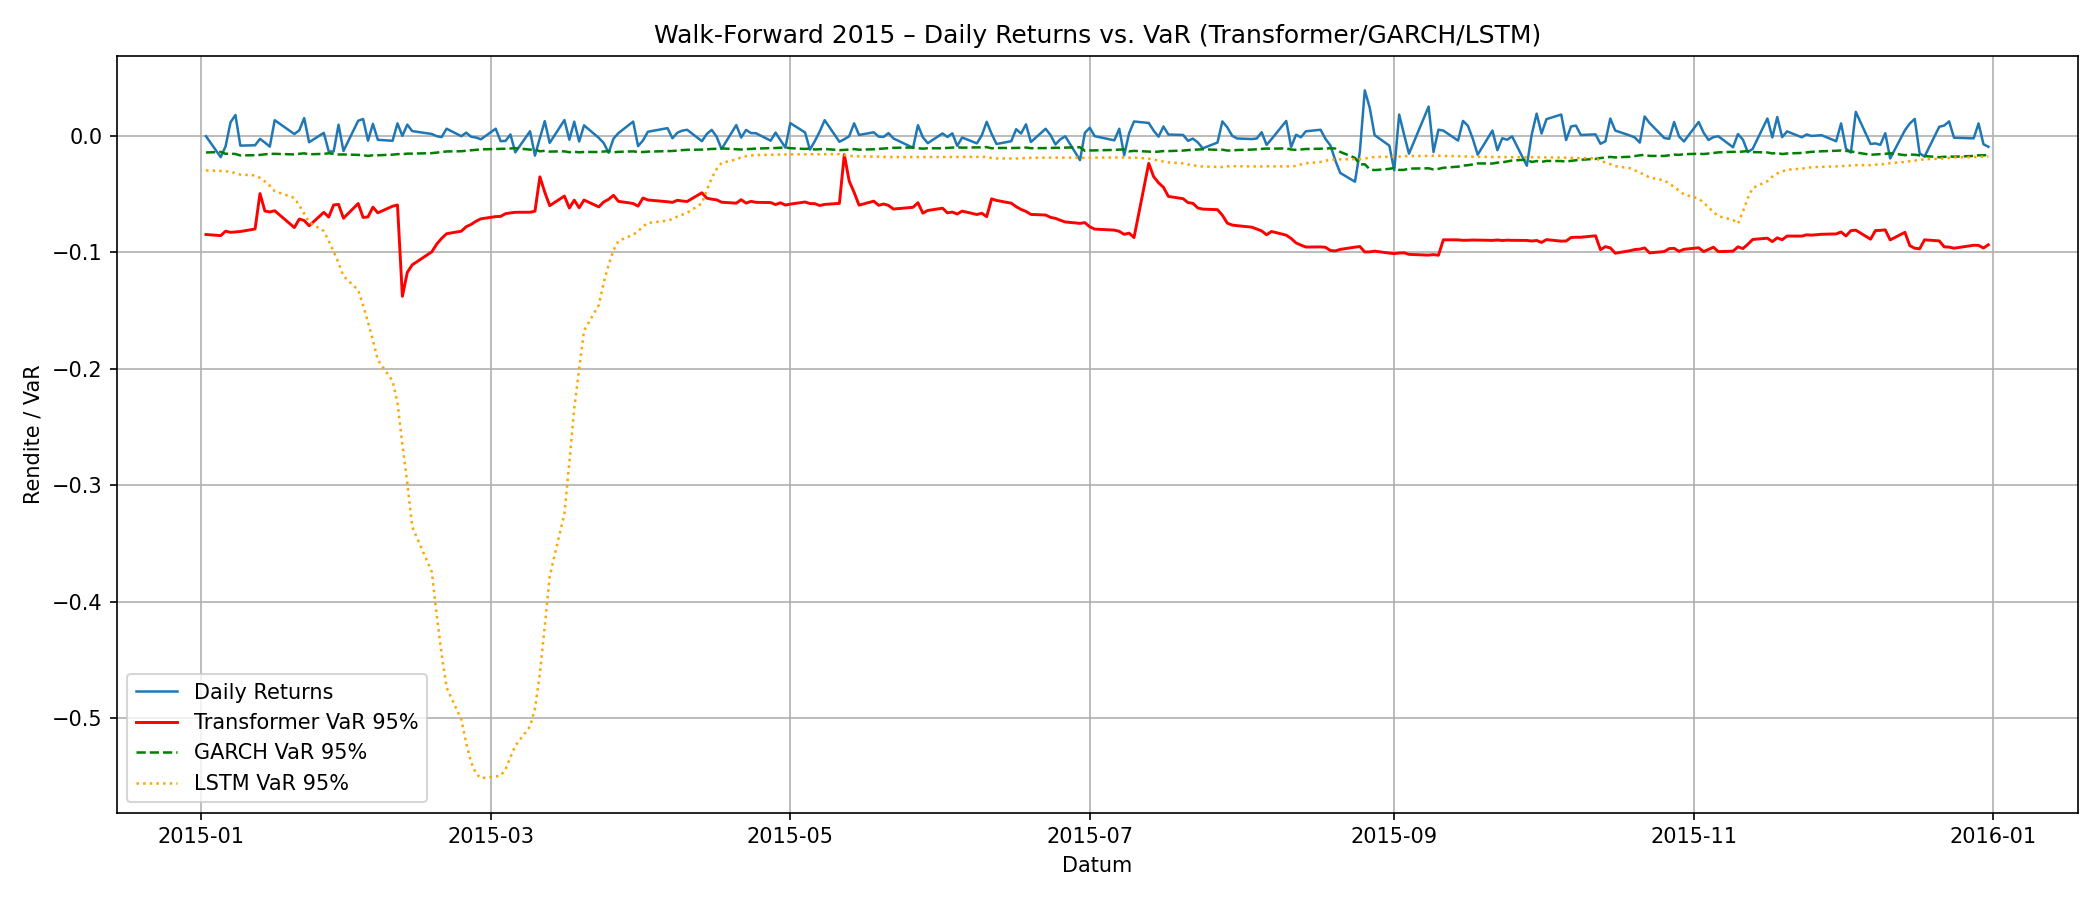 Walk-Forward 2015 – Daily Returns vs. VaR (Transformer/GARCH/LSTM)
Rendite / VaR
0.0
−0.1
−0.2
−0.3
−0.4
−0.5
Daily Returns
Transformer VaR 95%
GARCH VaR 95%
LSTM VaR 95%
2015-01 2015-03 2015-05 2015-07 2015-09 2015-11 2016-01
Datum